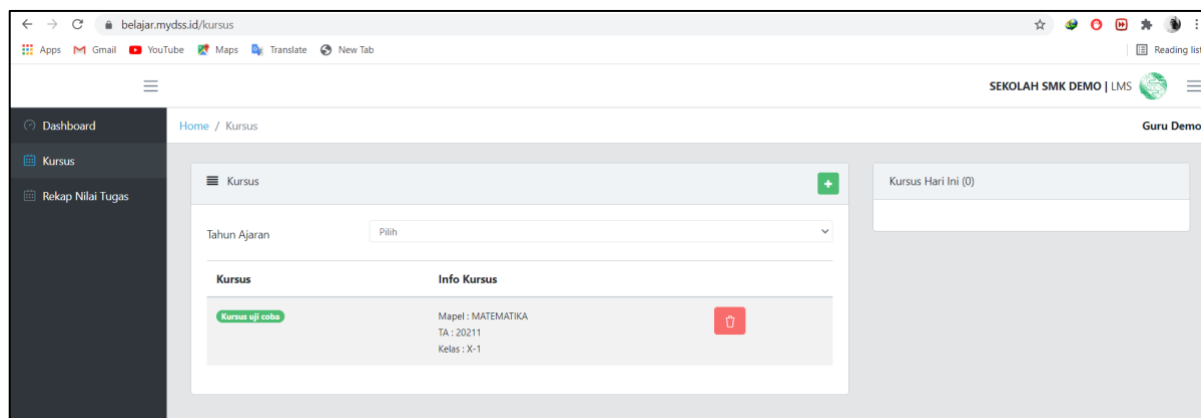 belajar.mydss.id/kursus
Apps Gmail YouTube Maps Translate New Tab Reading list
SEKOLAH SMK DEMO | LMS
Dashboard
Kursus
Rekap Nilai Tugas
Home / Kursus
Guru Demo
Kursus
Kursus Hari Ini (0)
Tahun Ajaran Pilih
Kursus Info Kursus
Kursus uji coba Mapel : MATEMATIKA
TA : 20211
Kelas : X-1